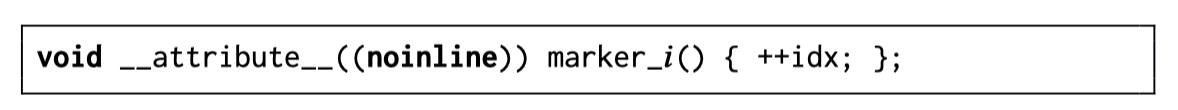 void __attribute__((noinline)) marker_i() { ++idx; };